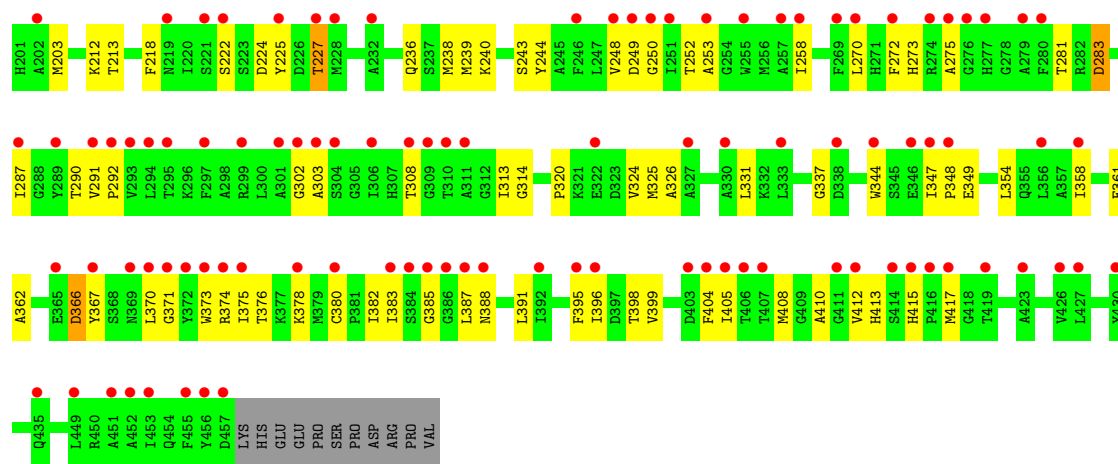 H201 A202 M203 K212 T213 F218 N219 I220 S221 S222 S223 D224 Y225 D226 T227 M228 A232 Q236 S237 M238 M239 K240 S243 Y244 A245 F246 L247 V248 D249 G250 I251 T252 A253 G254 W255 M256 A257 I258 F269 L270 H271 F272 H273 R274 A275 G276 H277 G278 A279 F280 T281 R282 D283
I287 G288 Y289 T290 V291 P292 V293 L294 T295 K296 F297 A298 R299 L300 A301 G302 A303 S304 G305 I306 H307 T308 G309 T310 A311 G312 I313 G314 P320 K321 E322 D323 V324 M325 A326 A327 A330 L331 K332 L333 G337 D338 W344 S345 E346 I347 P348 E349 L354 Q355 L356 A357 I358
A362 E365 D366 Y367 S368 N369 L370 G371 Y372 W373 R374 I375 T376 K377 K378 M379 C380 P381 I382 I383 S384 G385 G386 L387 N388 L391 I392 F395 I396 D397 T398 V399 D403 F404 I405 T406 T407 M408 G409 A410 G411 V412 H413 S414 H415 P416 M417 G418 T419 A423 V426 L427
Q435 L449 R450 A451 A452 I453 Q454 F455 Y456 D457 LYS HIS GLU GLU PRO SER PRO ASP ARG PRO VAL